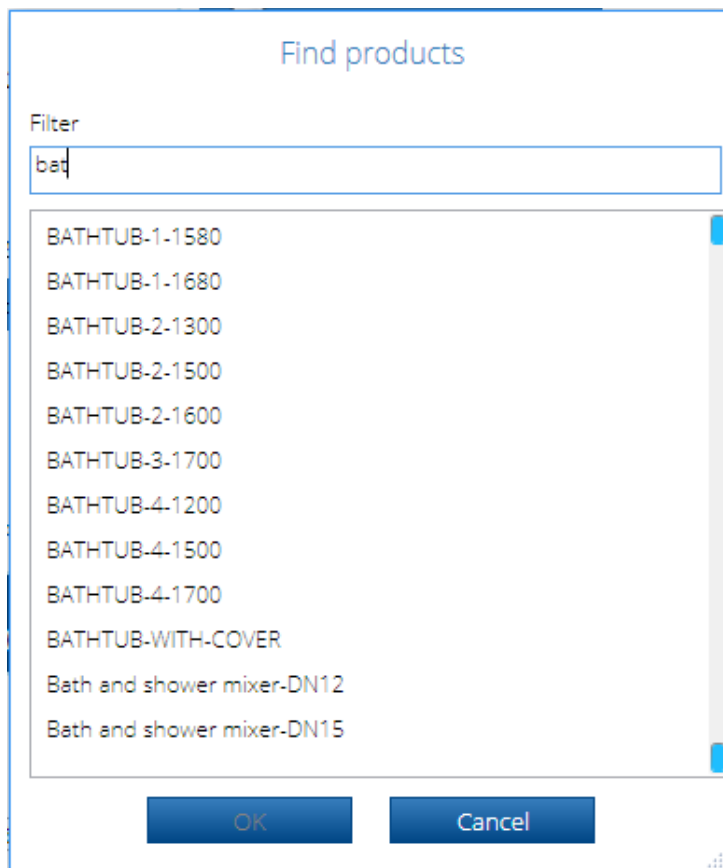 Find products
Filter
bat
BATHTUB-1-1580
BATHTUB-1-1680
BATHTUB-2-1300
BATHTUB-2-1500
BATHTUB-2-1600
BATHTUB-3-1700
BATHTUB-4-1200
BATHTUB-4-1500
BATHTUB-4-1700
BATHTUB-WITH-COVER
Bath and shower mixer-DN12
Bath and shower mixer-DN15
OK Cancel